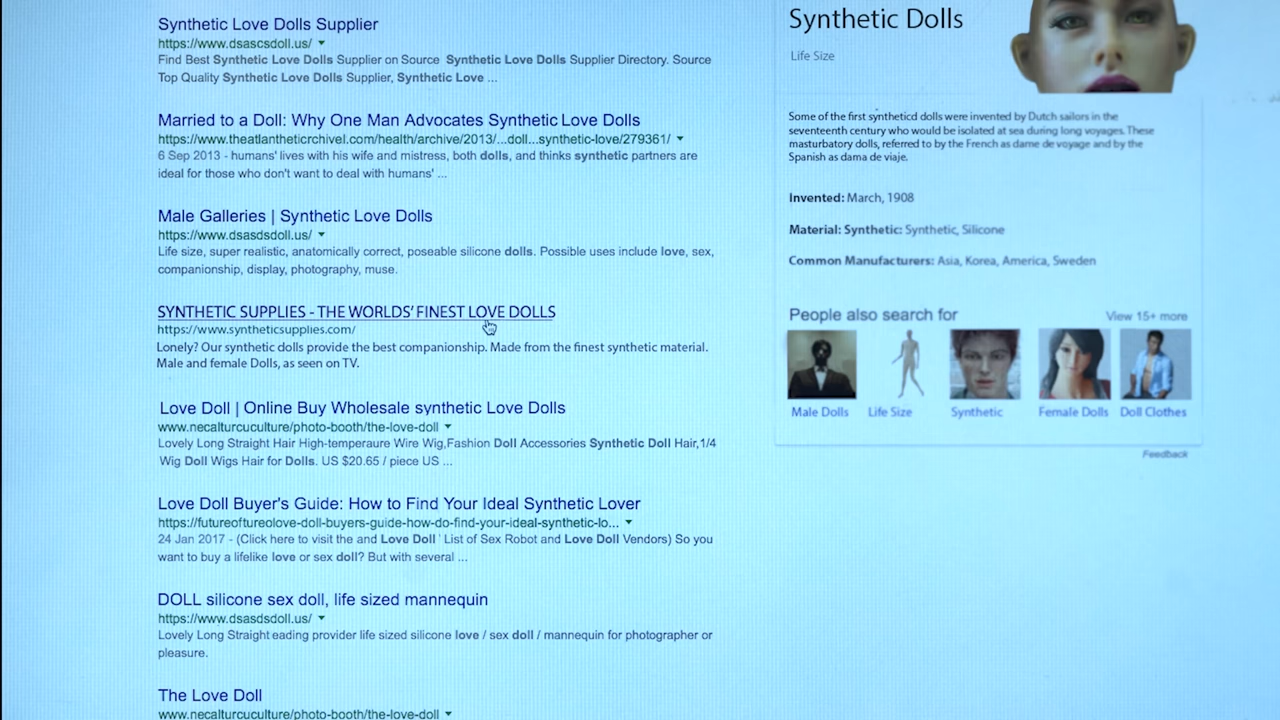 Synthetic Love Dolls Supplier
https://www.dsascsdoll.us/
Find Best Synthetic Love Dolls Supplier on Source Synthetic Love Dolls Supplier Directory. Source
Top Quality Synthetic Love Dolls Supplier, Synthetic Love ...
Married to a Doll: Why One Man Advocates Synthetic Love Dolls
https://www.theatlantheticrchivel.com/health/archive/2013/...doll...synthetic-love/279361/
6 Sep 2013 - humans' lives with his wife and mistress, both dolls, and thinks synthetic partners are
ideal for those who don't want to deal with humans' ...
Male Galleries | Synthetic Love Dolls
https://www.dsasdsdoll.us/
Life size, super realistic, anatomically correct, poseable silicone dolls. Possible uses include love, sex,
companionship, display, photography, muse.
SYNTHETIC SUPPLIES - THE WORLDS' FINEST LOVE DOLLS
https://www.syntheticsupplies.com/
Lonely? Our synthetic dolls provide the best companionship. Made from the finest synthetic material.
Male and female Dolls, as seen on TV.
Love Doll | Online Buy Wholesale synthetic Love Dolls
www.necalturcuculture/photo-booth/the-love-doll
Lovely Long Straight Hair High-temperaure Wire Wig,Fashion Doll Accessories Synthetic Doll Hair,1/4
Wig Doll Wigs Hair for Dolls. US $20.65 / piece US ...
Love Doll Buyer's Guide: How to Find Your Ideal Synthetic Lover
https://futureoftureolove-doll-buyers-guide-how-do-find-your-ideal-synthetic-lo...
24 Jan 2017 - (Click here to visit the and Love Doll ' List of Sex Robot and Love Doll Vendors) So you
want to buy a lifelike love or sex doll? But with several ...
DOLL silicone sex doll, life sized mannequin
https://www.dsasdsdoll.us/
Lovely Long Straight eading provider life sized silicone love / sex doll / mannequin for photographer or
pleasure.
The Love Doll
www.necalturcuculture/photo-booth/the-love-doll
Synthetic Dolls
Life Size
Some of the first syntheticd dolls were invented by Dutch sailors in the
seventeenth century who would be isolated at sea during long voyages. These
masturbatory dolls, referred to by the French as dame de voyage and by the
Spanish as dama de viaje.
Invented: March, 1908
Material: Synthetic: Synthetic, Silicone
Common Manufacturers: Asia, Korea, America, Sweden
People also search for
View 15+ more
Male Dolls Life Size Synthetic Female Dolls Doll Clothes
Feedback